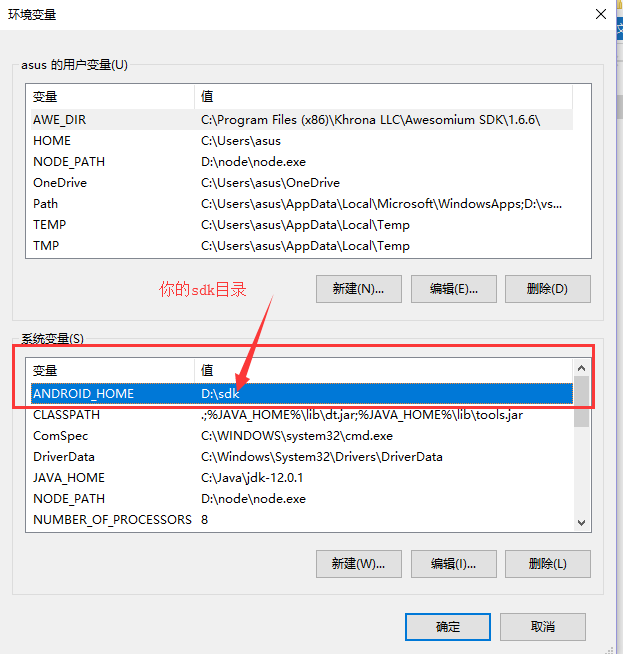 环境变量
asus 的用户变量(U)
变量 值
AWE_DIR C:\Program Files (x86)\Khrona LLC\Awesomium SDK\1.6.6\
HOME C:\Users\asus
NODE_PATH D:\node\node.exe
OneDrive C:\Users\asus\OneDrive
Path C:\Users\asus\AppData\Local\Microsoft\WindowsApps;D:\vs...
TEMP C:\Users\asus\AppData\Local\Temp
TMP C:\Users\asus\AppData\Local\Temp
新建(N)... 编辑(E)... 删除(D)
你的sdk目录
系统变量(S)
变量 值
ANDROID_HOME D:\sdk
CLASSPATH .;%JAVA_HOME%\lib\dt.jar;%JAVA_HOME%\lib\tools.jar
ComSpec C:\WINDOWS\system32\cmd.exe
DriverData C:\Windows\System32\Drivers\DriverData
JAVA_HOME C:\Java\jdk-12.0.1
NODE_PATH D:\node\node.exe
NUMBER_OF_PROCESSORS 8
新建(W)... 编辑(I)... 删除(L)
确定 取消